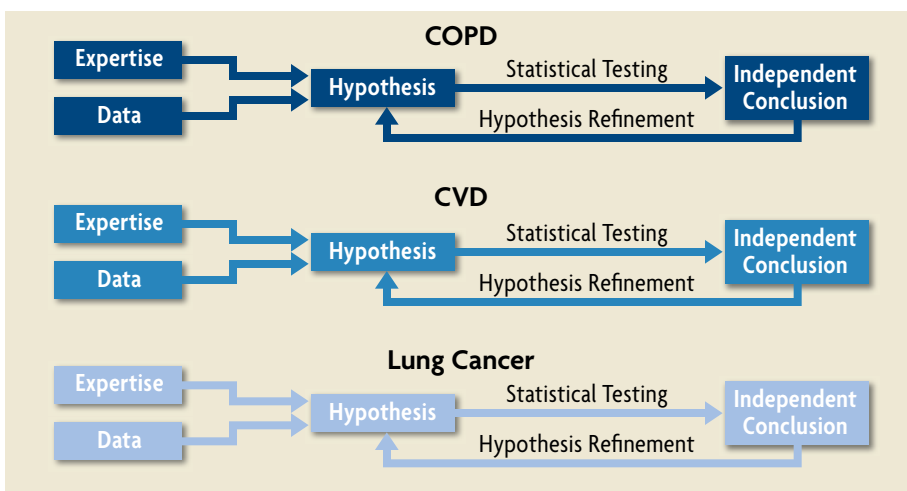 COPD
Expertise
Data
Hypothesis
Statistical Testing
Hypothesis Refinement
Independent
Conclusion
CVD
Expertise
Data
Hypothesis
Statistical Testing
Hypothesis Refinement
Independent
Conclusion
Lung Cancer
Expertise
Data
Hypothesis
Statistical Testing
Hypothesis Refinement
Independent
Conclusion